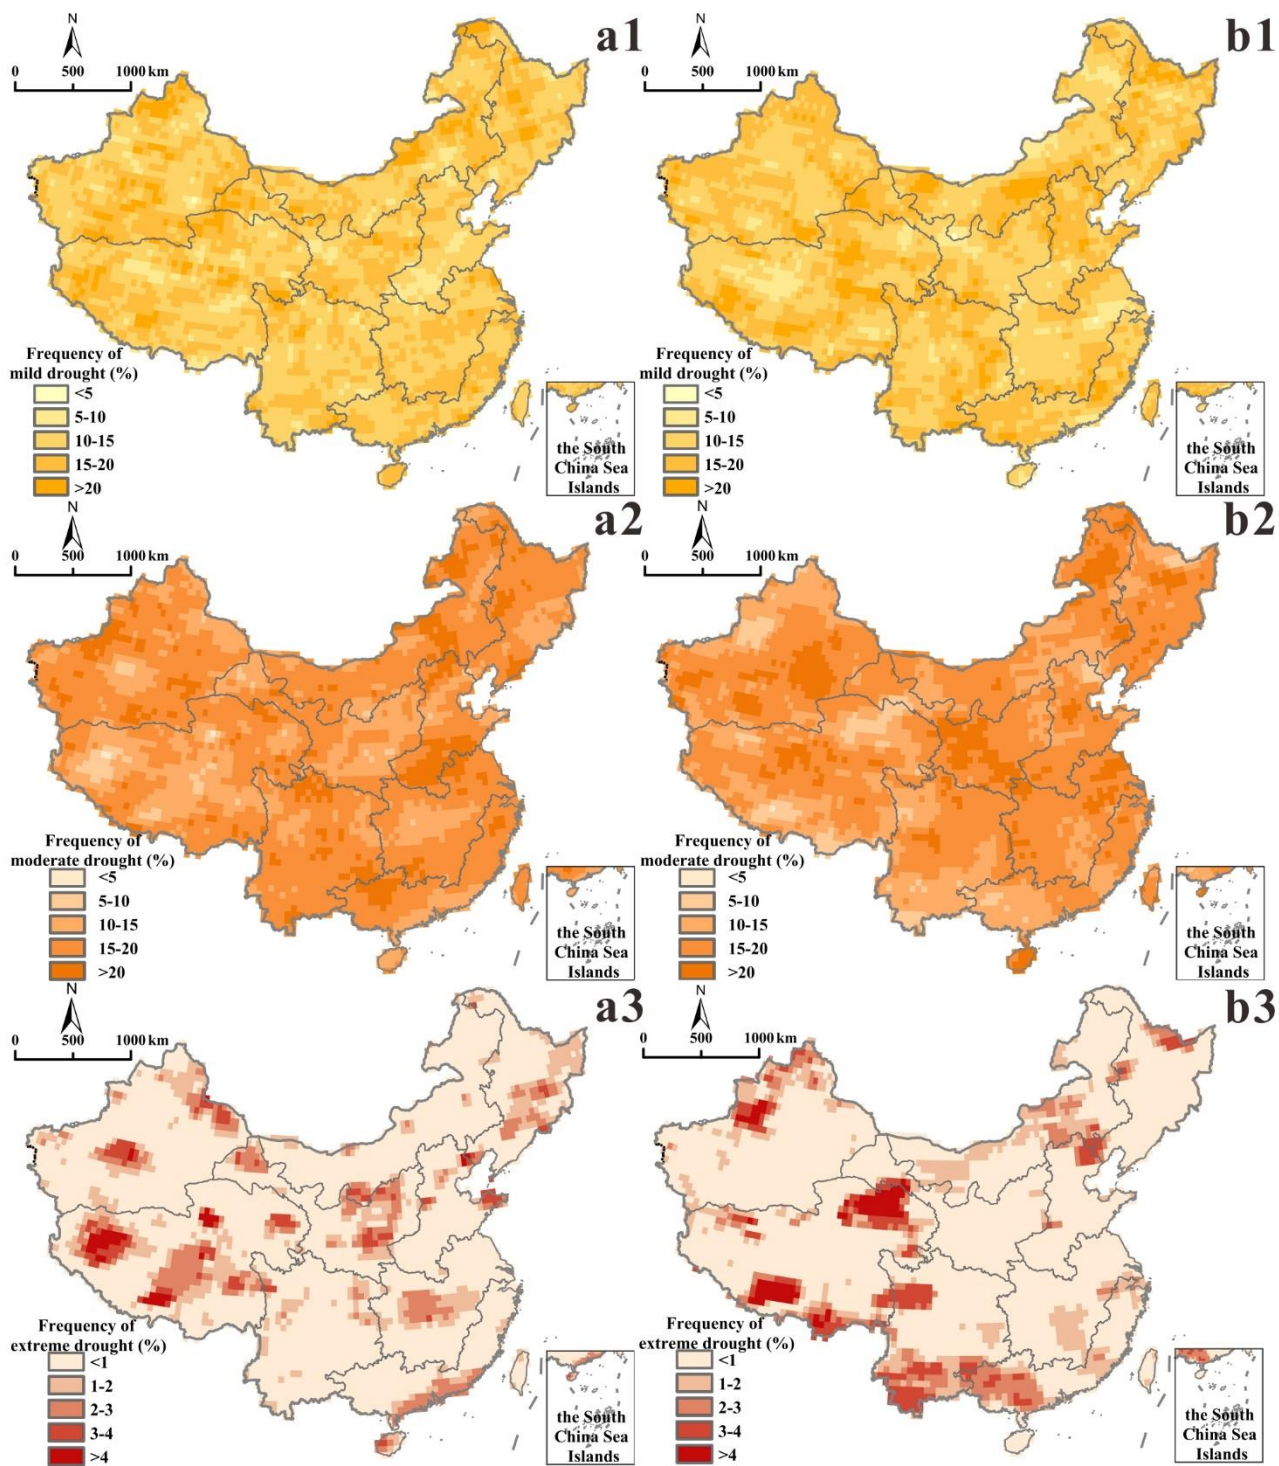 N
a1
0 500 1000 km
Frequency of
mild drought (%)
<5
5-10
10-15
15-20
>20
the South
China Sea
Islands
N
b1
0 500 1000 km
Frequency of
mild drought (%)
<5
5-10
10-15
15-20
>20
the South
China Sea
Islands
N
a2
0 500 1000 km
Frequency of
moderate drought (%)
<5
5-10
10-15
15-20
>20
the South
China Sea
Islands
N
b2
0 500 1000 km
Frequency of
moderate drought (%)
<5
5-10
10-15
15-20
>20
the South
China Sea
Islands
N
a3
0 500 1000 km
Frequency of
extreme drought (%)
<1
1-2
2-3
3-4
>4
the South
China Sea
Islands
N
b3
0 500 1000 km
Frequency of
extreme drought (%)
<1
1-2
2-3
3-4
>4
the South
China Sea
Islands